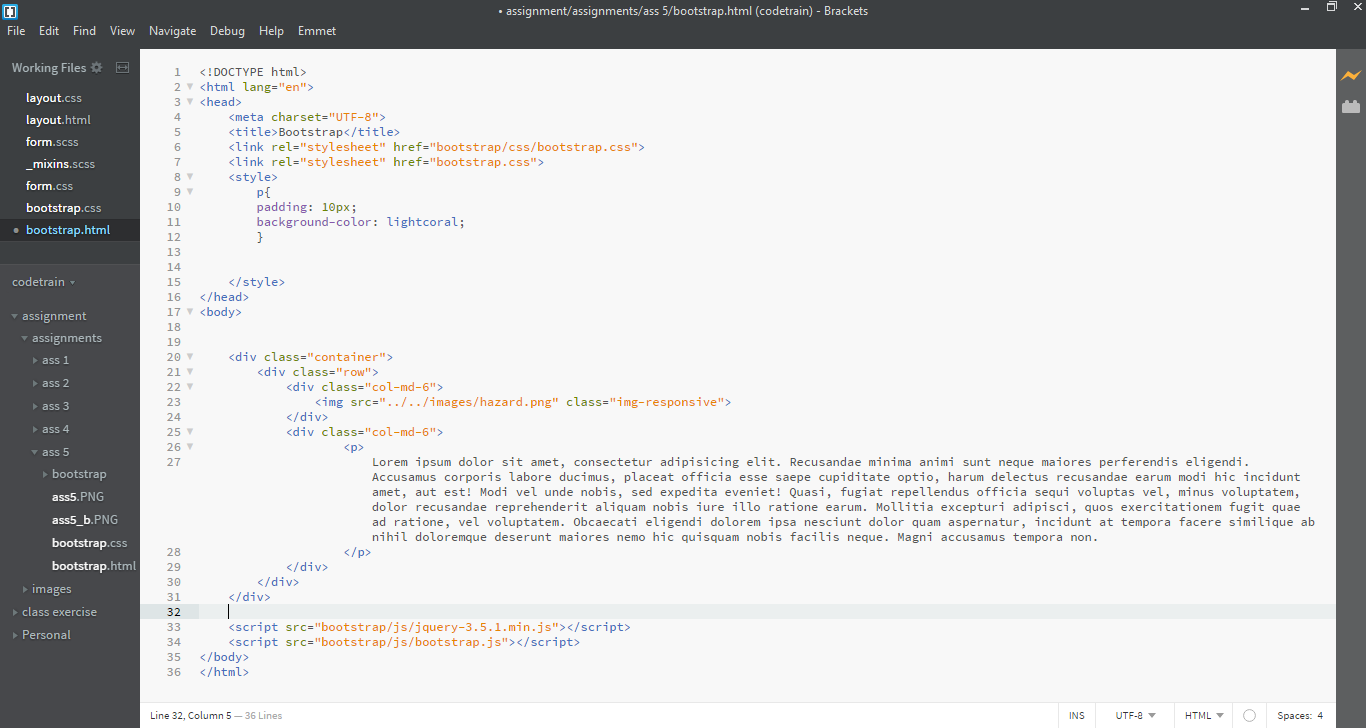 • assignment/assignments/ass 5/bootstrap.html (codetrain) - Brackets
File Edit Find View Navigate Debug Help Emmet
Working Files
layout.css
layout.html
form.scss
_mixins.scss
form.css
bootstrap.css
• bootstrap.html
codetrain
assignment
assignments
ass 1
ass 2
ass 3
ass 4
ass 5
bootstrap
ass5.PNG
ass5_b.PNG
bootstrap.css
bootstrap.html
images
class exercise
Personal
1 <!DOCTYPE html>
2 <html lang="en">
3 <head>
4 <meta charset="UTF-8">
5 <title>Bootstrap</title>
6 <link rel="stylesheet" href="bootstrap/css/bootstrap.css">
7 <link rel="stylesheet" href="bootstrap.css">
8 <style>
9 p{
10 padding: 10px;
11 background-color: lightcoral;
12 }
13
14
15 </style>
16 </head>
17 <body>
18
19
20 <div class="container">
21 <div class="row">
22 <div class="col-md-6">
23 <img src="../../images/hazard.png" class="img-responsive">
24 </div>
25 <div class="col-md-6">
26 <p>
27 Lorem ipsum dolor sit amet, consectetur adipisicing elit. Recusandae minima animi sunt neque maiores perferendis eligendi.
Accusamus corporis labore ducimus, placeat officia esse saepe cupiditate optio, harum delectus recusandae earum modi hic incidunt
amet, aut est! Modi vel unde nobis, sed expedita eveniet! Quasi, fugiat repellendus officia sequi voluptas vel, minus voluptatem,
dolor recusandae reprehenderit aliquam nobis iure illo ratione earum. Mollitia excepturi adipisci, quos exercitationem fugit quae
ad ratione, vel voluptatem. Obcaecati eligendi dolorem ipsa nesciunt dolor quam aspernatur, incidunt at tempora facere similique ab
nihil doloremque deserunt maiores nemo hic quisquam nobis facilis neque. Magni accusamus tempora non.
28 </p>
29 </div>
30 </div>
31 </div>
32
33 <script src="bootstrap/js/jquery-3.5.1.min.js"></script>
34 <script src="bootstrap/js/bootstrap.js"></script>
35 </body>
36 </html>
Line 32, Column 5 — 36 Lines
INS UTF-8 HTML Spaces: 4